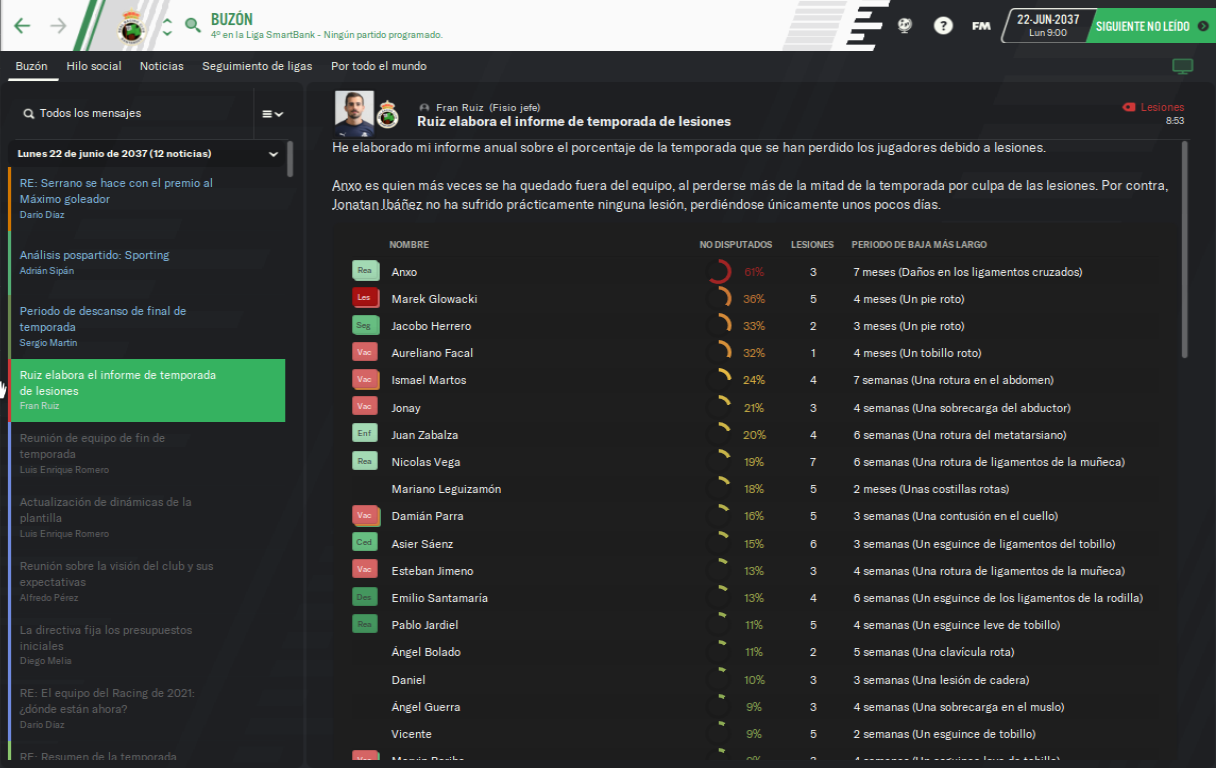 BUZÓN
4º en la Liga SmartBank - Ningún partido programado.
?
FM
22-JUN-2037
Lun 9:00
SIGUIENTE NO LEÍDO
Buzón Hilo social Noticias Seguimiento de ligas Por todo el mundo
Todos los mensajes
Lunes 22 de junio de 2037 (12 noticias)
RE: Serrano se hace con el premio al
Máximo goleador
Darío Díaz
Análisis pospartido: Sporting
Adrián Sipán
Periodo de descanso de final de
temporada
Sergio Martín
Ruiz elabora el informe de temporada
de lesiones
Fran Ruiz
Reunión de equipo de fin de
temporada
Luis Enrique Romero
Actualización de dinámicas de la
plantilla
Luis Enrique Romero
Reunión sobre la visión del club y sus
expectativas
Alfredo Pérez
La directiva fija los presupuestos
iniciales
Diego Melia
RE: El equipo del Racing de 2021:
¿dónde están ahora?
Darío Díaz
RE: Resumen de la temporada
Fran Ruiz (Fisio jefe)
Ruiz elabora el informe de temporada de lesiones
Lesiones
8:53
He elaborado mi informe anual sobre el porcentaje de la temporada que se han perdido los jugadores debido a lesiones.
Anxo es quien más veces se ha quedado fuera del equipo, al perderse más de la mitad de la temporada por culpa de las lesiones. Por contra,
Jonatan Ibáñez no ha sufrido prácticamente ninguna lesión, perdiéndose únicamente unos pocos días.
NOMBRE NO DISPUTADOS LESIONES PERIODO DE BAJA MÁS LARGO
Rea Anxo 61% 3 7 meses (Daños en los ligamentos cruzados)
Les Marek Glowacki 36% 5 4 meses (Un pie roto)
Seg Jacobo Herrero 33% 2 3 meses (Un pie roto)
Vac Aureliano Facal 32% 1 4 meses (Un tobillo roto)
Vac Ismael Martos 24% 4 7 semanas (Una rotura en el abdomen)
Vac Jonay 21% 3 4 semanas (Una sobrecarga del abductor)
Enf Juan Zabalza 20% 4 6 semanas (Una rotura del metatarsiano)
Rea Nicolas Vega 19% 7 6 semanas (Una rotura de ligamentos de la muñeca)
Mariano Leguizamón 18% 5 2 meses (Unas costillas rotas)
Vac Damián Parra 16% 5 3 semanas (Una contusión en el cuello)
Ced Asier Sáenz 15% 6 3 semanas (Un esguince de ligamentos del tobillo)
Vac Esteban Jimeno 13% 3 4 semanas (Una rotura de ligamentos de la muñeca)
Des Emilio Santamaría 13% 4 6 semanas (Un esguince de los ligamentos de la rodilla)
Rea Pablo Jardiel 11% 5 4 semanas (Un esguince leve de tobillo)
Ángel Bolado 11% 2 5 semanas (Una clavícula rota)
Daniel 10% 3 3 semanas (Una lesión de cadera)
Ángel Guerra 9% 3 4 semanas (Una sobrecarga en el muslo)
Vicente 9% 5 2 semanas (Un esguince de tobillo)